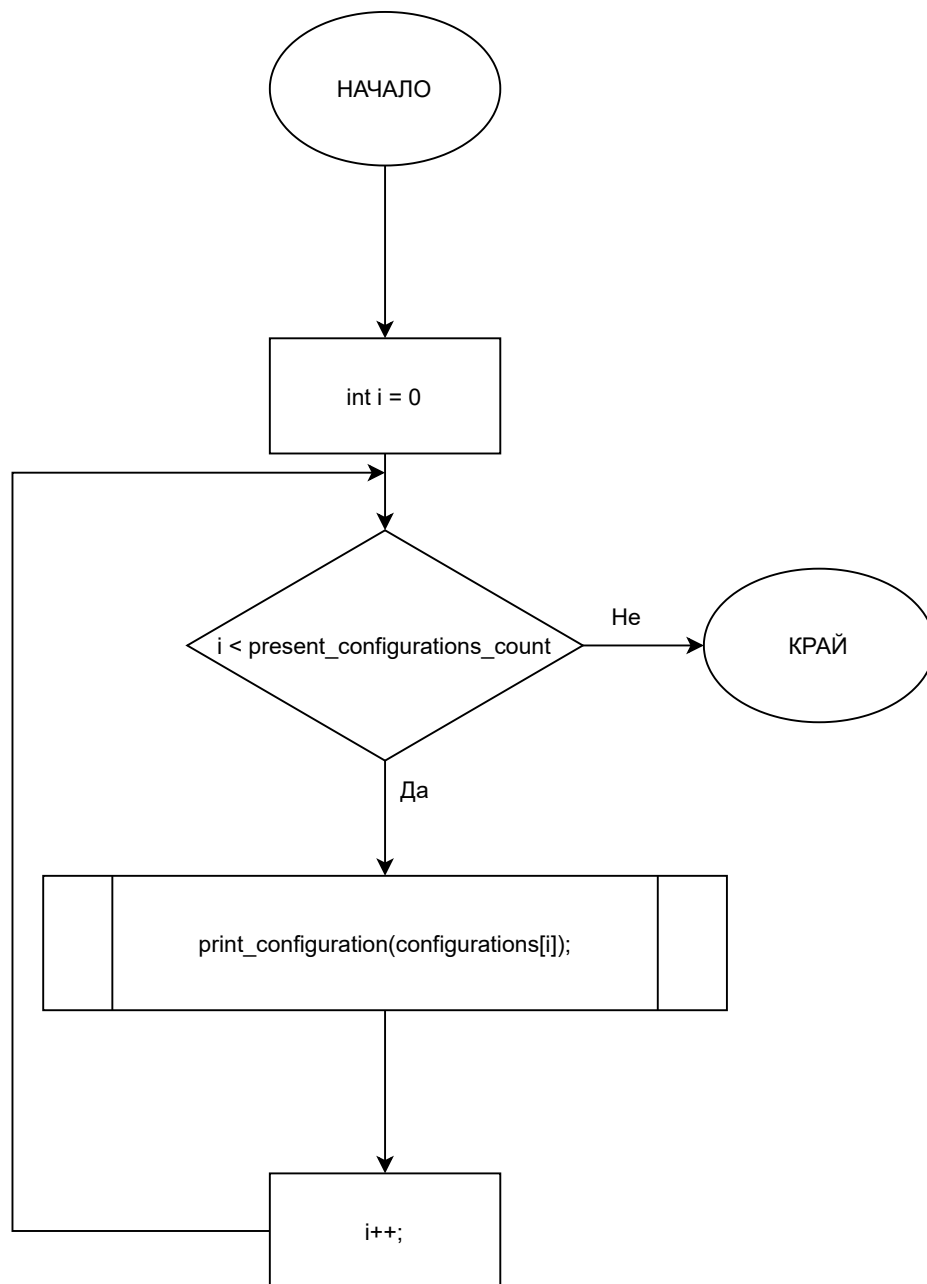 НАЧАЛО
int i = 0
i < present_configurations_count
Не
КРАЙ
Да
print_configuration(configurations[i]);
i++;